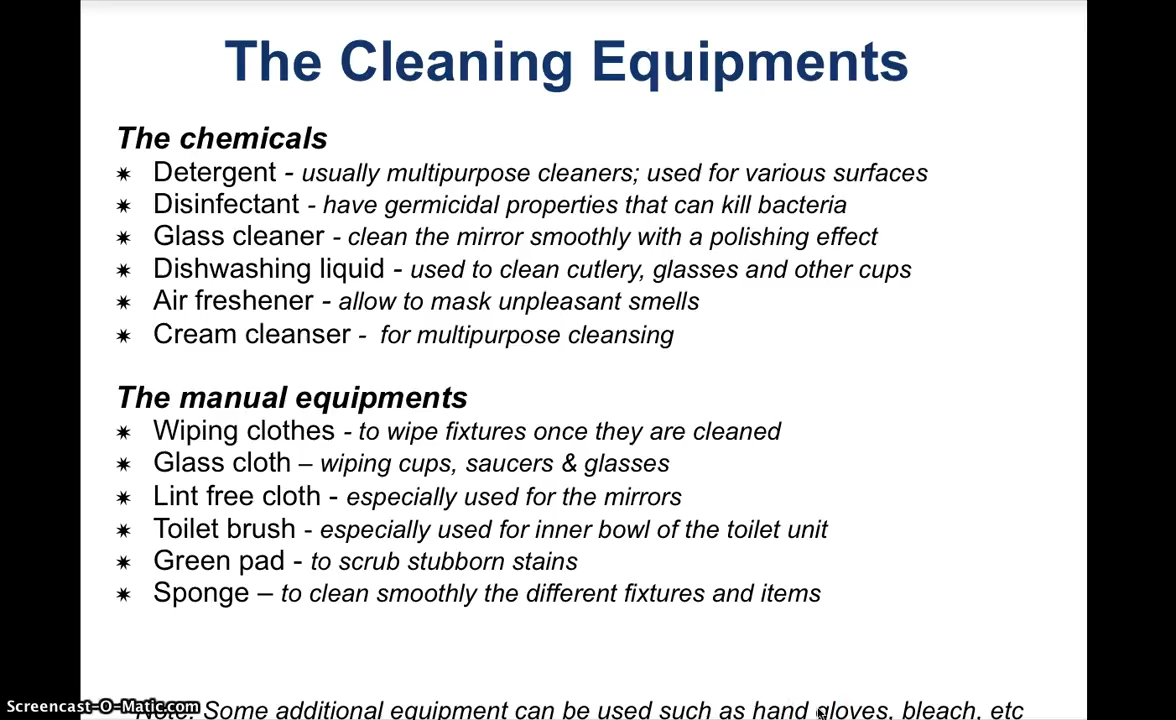 The Cleaning Equipments
The chemicals
✷ Detergent - usually multipurpose cleaners; used for various surfaces
✷ Disinfectant - have germicidal properties that can kill bacteria
✷ Glass cleaner - clean the mirror smoothly with a polishing effect
✷ Dishwashing liquid - used to clean cutlery, glasses and other cups
✷ Air freshener - allow to mask unpleasant smells
✷ Cream cleanser - for multipurpose cleansing
The manual equipments
✷ Wiping clothes - to wipe fixtures once they are cleaned
✷ Glass cloth – wiping cups, saucers & glasses
✷ Lint free cloth - especially used for the mirrors
✷ Toilet brush - especially used for inner bowl of the toilet unit
✷ Green pad - to scrub stubborn stains
✷ Sponge – to clean smoothly the different fixtures and items
Note: Some additional equipment can be used such as hand gloves, bleach, etc
Screencast-O-Matic.com